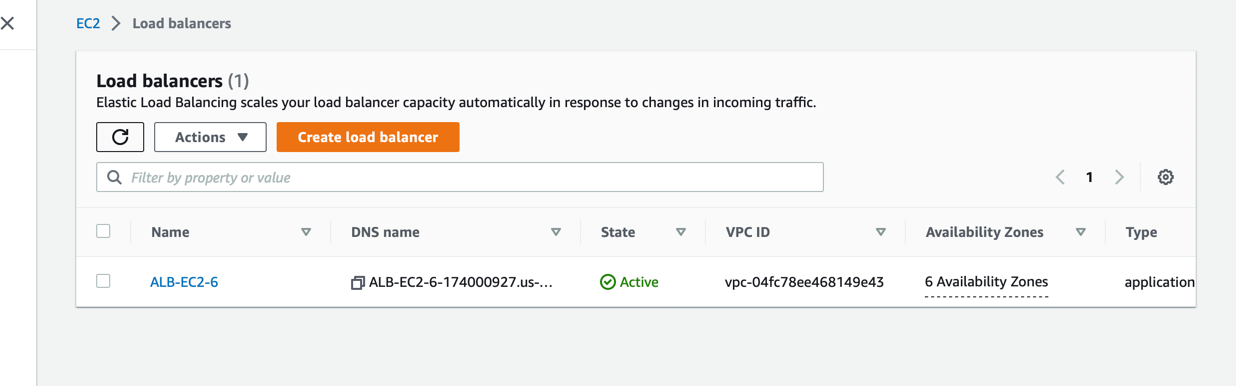 EC2 > Load balancers
Load balancers (1)
Elastic Load Balancing scales your load balancer capacity automatically in response to changes in incoming traffic.
Actions Create load balancer
Filter by property or value
1
Name DNS name State VPC ID Availability Zones Type
ALB-EC2-6 ALB-EC2-6-174000927.us-... Active vpc-04fc78ee468149e43 6 Availability Zones application